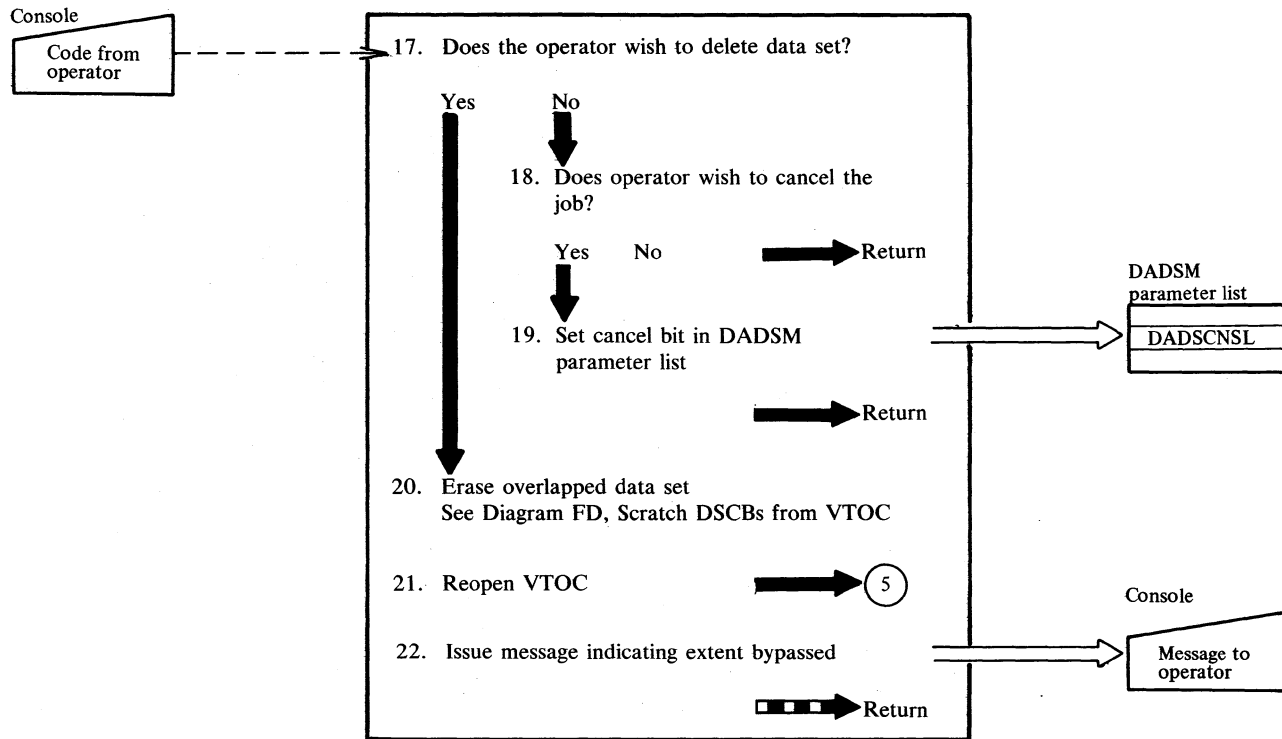 Console
Code from
operator
17. Does the operator wish to delete data set?
Yes No
18. Does operator wish to cancel the
job?
Yes No Return
19. Set cancel bit in DADSM
parameter list
DADSM
parameter list
DADSCNSL
Return
20. Erase overlapped data set
See Diagram FD, Scratch DSCBs from VTOC
21. Reopen VTOC 5
22. Issue message indicating extent bypassed
Console
Message to
operator
Return